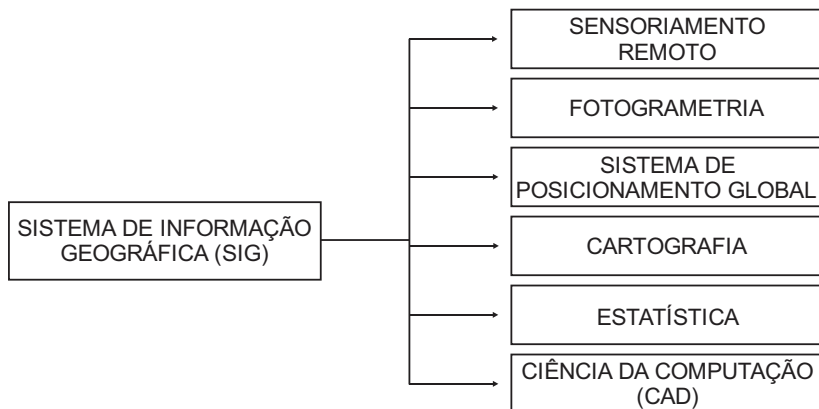 SENSORIAMENTO
REMOTO
FOTOGRAMETRIA
SISTEMA DE
POSICIONAMENTO GLOBAL
SISTEMA DE INFORMAÇÃO
GEOGRÁFICA (SIG)
CARTOGRAFIA
ESTATÍSTICA
CIÊNCIA DA COMPUTAÇÃO
(CAD)